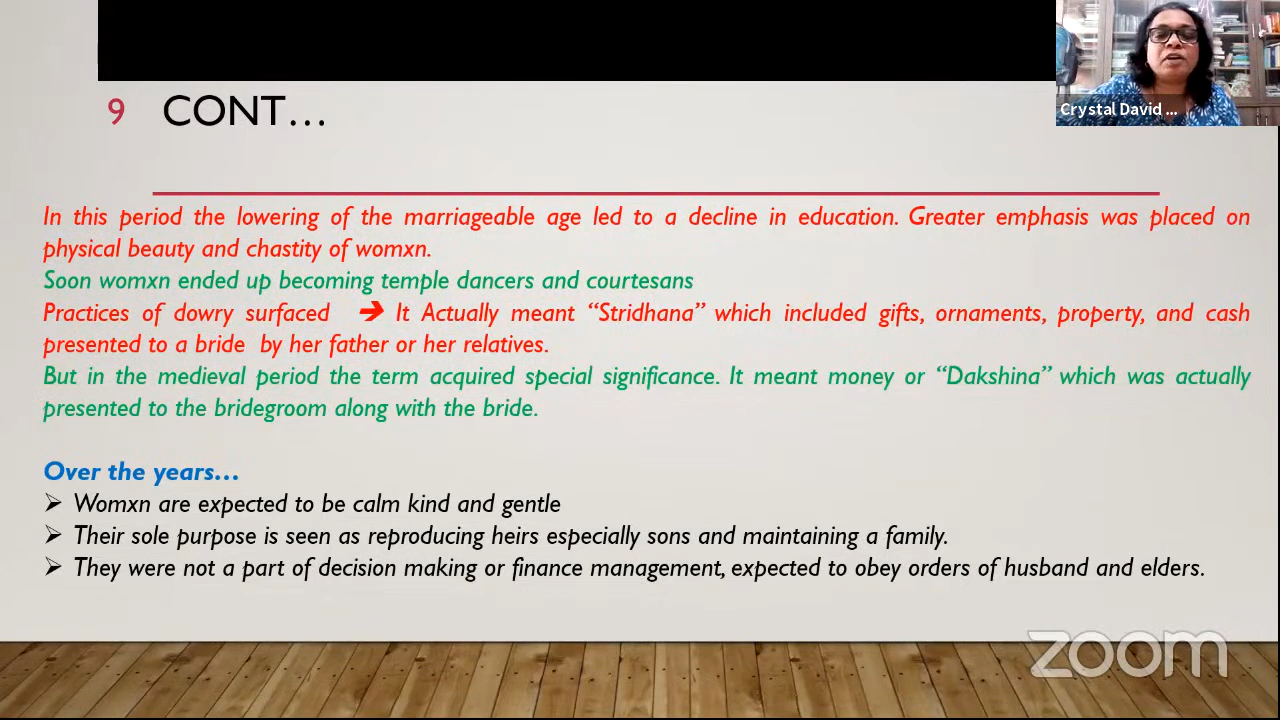 Crystal David ...
9 CONT...
In this period the lowering of the marriageable age led to a decline in education. Greater emphasis was placed on
physical beauty and chastity of womxn.
Soon womxn ended up becoming temple dancers and courtesans
Practices of dowry surfaced ➔ It Actually meant “Stridhana” which included gifts, ornaments, property, and cash
presented to a bride by her father or her relatives.
But in the medieval period the term acquired special significance. It meant money or “Dakshina” which was actually
presented to the bridegroom along with the bride.
Over the years…
➢ Womxn are expected to be calm kind and gentle
➢ Their sole purpose is seen as reproducing heirs especially sons and maintaining a family.
➢ They were not a part of decision making or finance management, expected to obey orders of husband and elders.
zoom